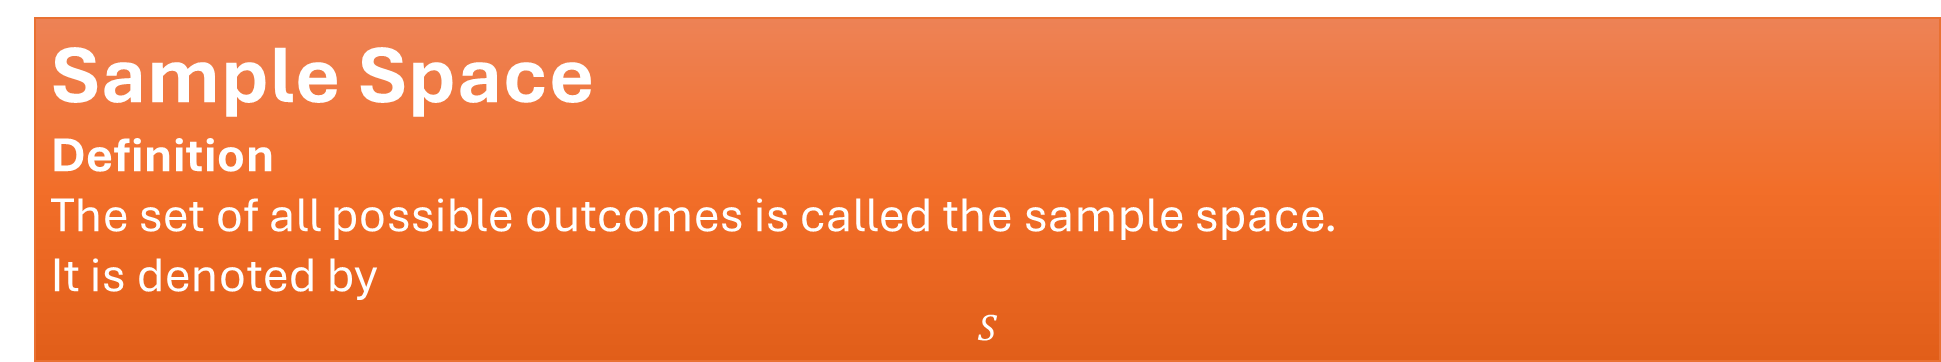 Sample Space
Definition
The set of all possible outcomes is called the sample space.
It is denoted by
S